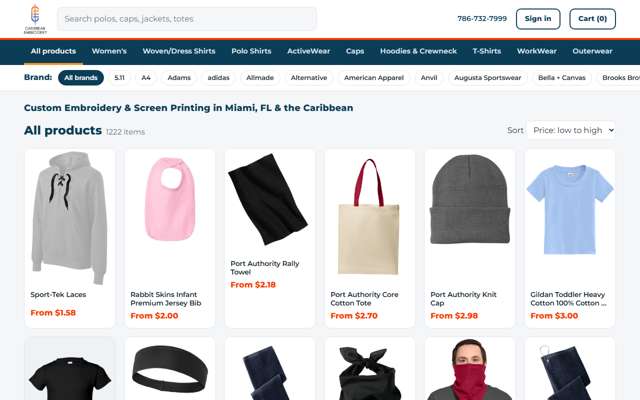 CARIBBEAN
EMBROIDERY
Search polos, caps, jackets, totes
786-732-7999
Sign in
Cart (0)
All products
Women's
Woven/Dress Shirts
Polo Shirts
ActiveWear
Caps
Hoodies & Crewneck
T-Shirts
WorkWear
Outerwear
Brand:
All brands
5.11
A4
Adams
adidas
Allmade
Alternative
American Apparel
Anvil
Augusta Sportswear
Bella + Canvas
Brooks Bro
Custom Embroidery & Screen Printing in Miami, FL & the Caribbean
All products 1222 items
Sort
Price: low to high
Sport-Tek Laces
From $1.58
Rabbit Skins Infant
Premium Jersey Bib
From $2.00
Port Authority Rally
Towel
From $2.18
Port Authority Core
Cotton Tote
From $2.70
Port Authority Knit
Cap
From $2.98
Gildan Toddler Heavy
Cotton 100% Cotton ...
From $3.00